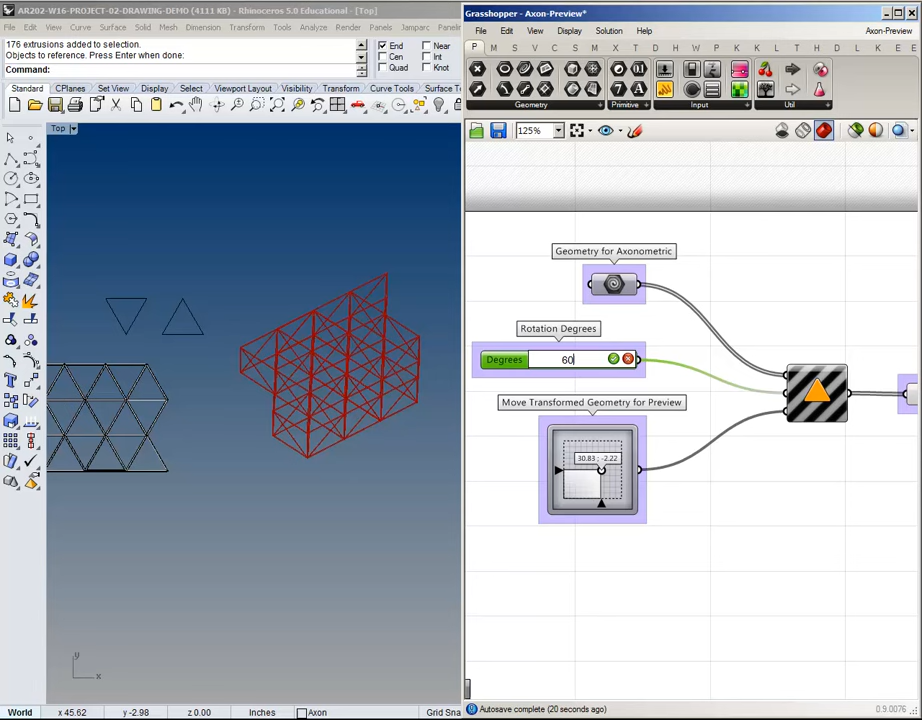 AR202-W16-PROJECT-02-DRAWING-DEMO (4111 KB) - Rhinoceros 5.0 Educational - [Top]
File Edit View Curve Surface Solid Mesh Dimension Transform Tools Jamparc Panels
176 extrusions added to selection.
Objects to reference. Press Enter when done:
Command:
End Near
Cen Int
Quad Knot
Standard CPlanes Set View Display Select Viewport Layout Visibility Transform Curve Tools Surface To
Top
y
x
World x 45.62 y -2.98 z 0.00 Inches Axon Grid Sna
Grasshopper - Axon-Preview*
File Edit View Display Solution Help Axon-Preview
P M S V C S M I T D W L H K K K L M T H E
Geometry Primitive Input Util
125%
Geometry for Axonometric
Rotation Degrees
Degrees 60
Move Transformed Geometry for Preview
30.83 ; -2.22
Autosave complete (20 seconds ago) 0.9.0076